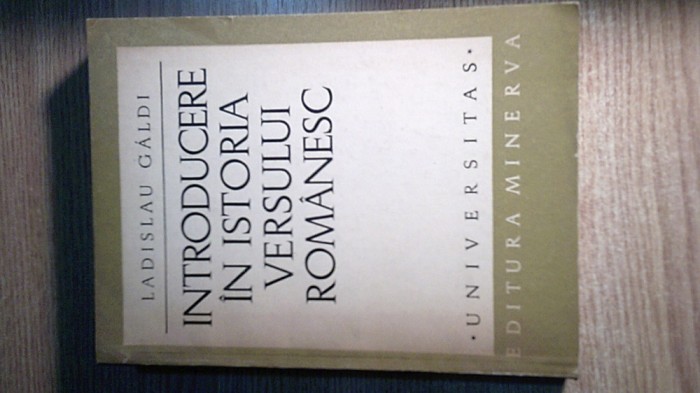 LADISLAU GÁLDI
INTRODUCERE
ÎN ISTORIA
VERSULUI
ROMÂNESC
· UNIVERSITAS ·
EDITURA MINERVA